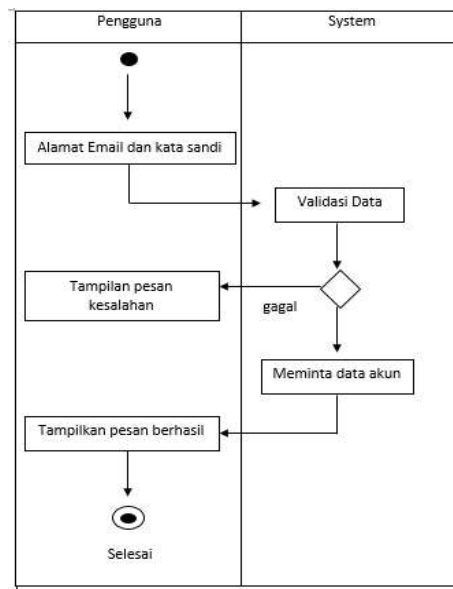 Pengguna
System
Alamat Email dan kata sandi
Validasi Data
Tampilan pesan
kesalahan
gagal
Meminta data akun
Tampilkan pesan berhasil
Selesai